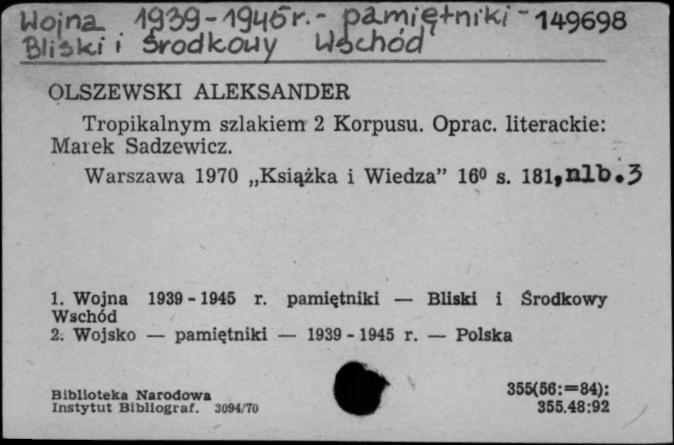 Wojna 1939-1945 r. - pamiętniki - 149698
Bliski i Środkowy Wschód
OLSZEWSKI ALEKSANDER
Tropikalnym szlakiem 2 Korpusu. Oprac. literackie:
Marek Sadzewicz.
Warszawa 1970 „Książka i Wiedza” 16⁰ s. 181, nlb. 3
1. Wojna 1939-1945 r. pamiętniki — Bliski i Środkowy
Wschód
2. Wojsko — pamiętniki — 1939-1945 r. — Polska
Biblioteka Narodowa
Instytut Bibliograf. 3094/70
355(56:=84):
355.48:92